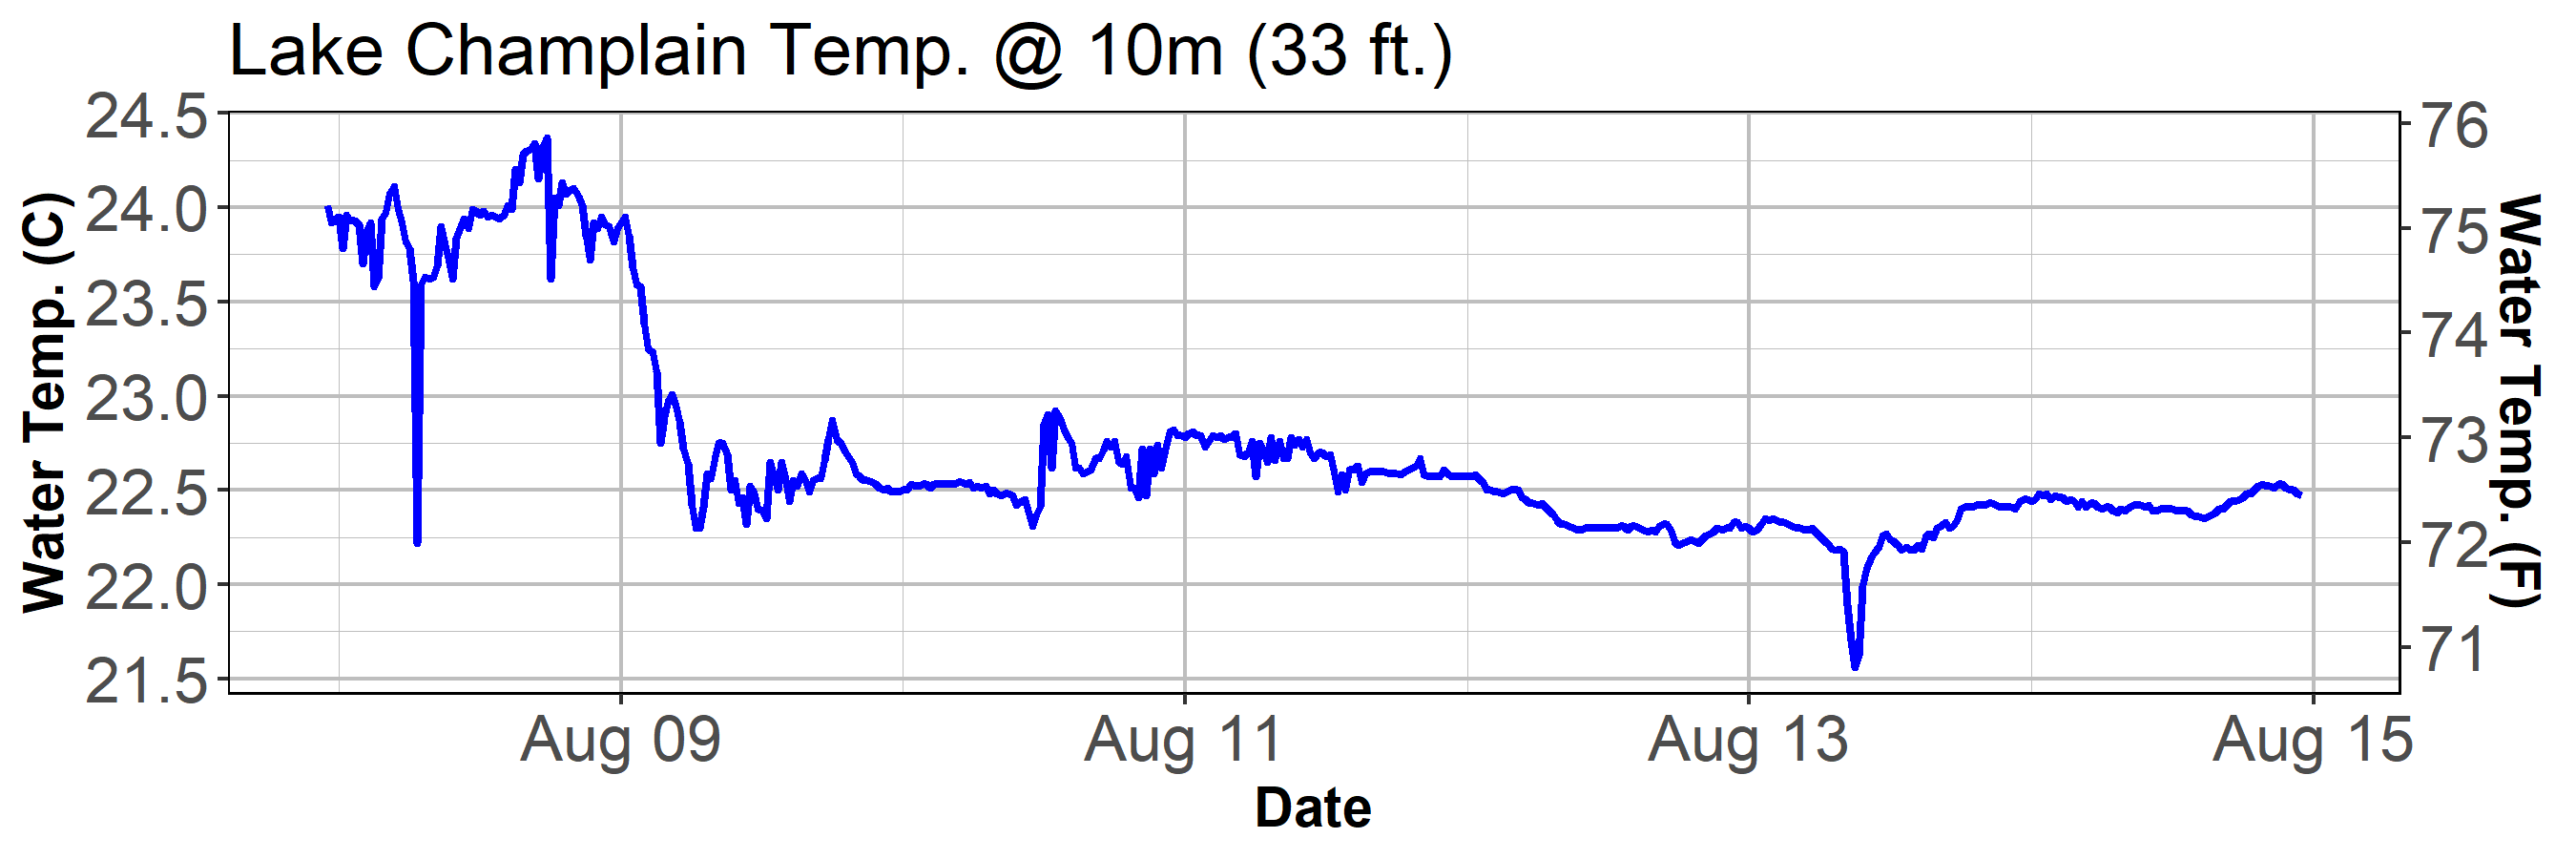 Lake Champlain Temp. @ 10m (33 ft.)
Water Temp. (C)
24.5
24.0
23.5
23.0
22.5
22.0
21.5
76
75
74
73
72
71
Water Temp. (F)
Aug 09 Aug 11 Aug 13 Aug 15
Date